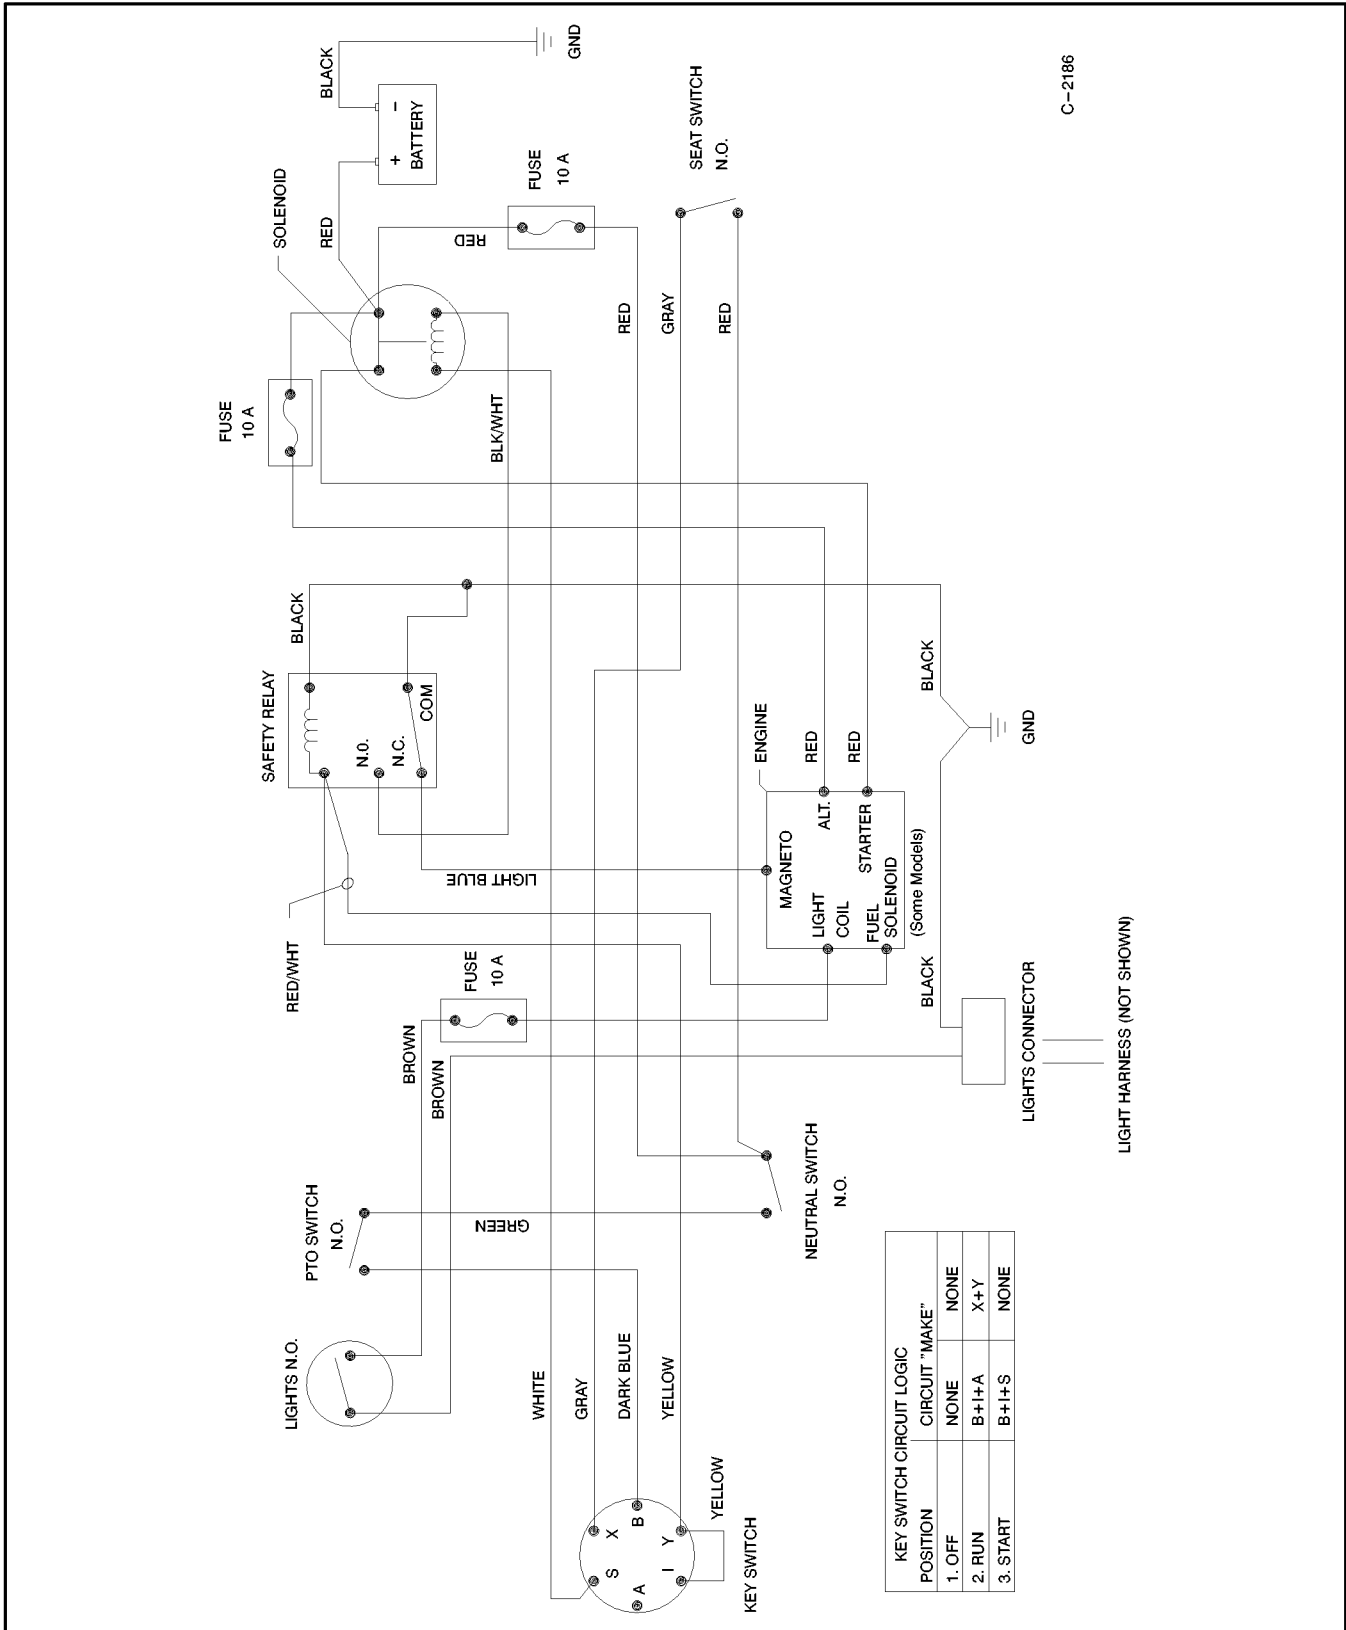 LIGHTS N.O.
PTO SWITCH
N.O.
BROWN
BROWN
FUSE
10 A
RED/WHT
SAFETY RELAY
N.0.
N.C.
COM
BLACK
FUSE
10 A
SOLENOID
RED
BLACK
+
-
BATTERY
GND
RED
FUSE
10 A
BLK/WHT
LIGHT BLUE
GREEN
WHITE
GRAY
DARK BLUE
YELLOW
RED
GRAY
RED
SEAT SWITCH
N.O.
S
X
A
B
I
Y
YELLOW
KEY SWITCH
NEUTRAL SWITCH
N.O.
ENGINE
MAGNETO
LIGHT
COIL
ALT.
FUEL
SOLENOID
STARTER
(Some Models)
RED
RED
BLACK
BLACK
GND
LIGHTS CONNECTOR
LIGHT HARNESS (NOT SHOWN)
KEY SWITCH CIRCUIT LOGIC
POSITION CIRCUIT "MAKE"
1. OFF NONE NONE
2. RUN B+I+A X+Y
3. START B+I+S NONE
C-2186